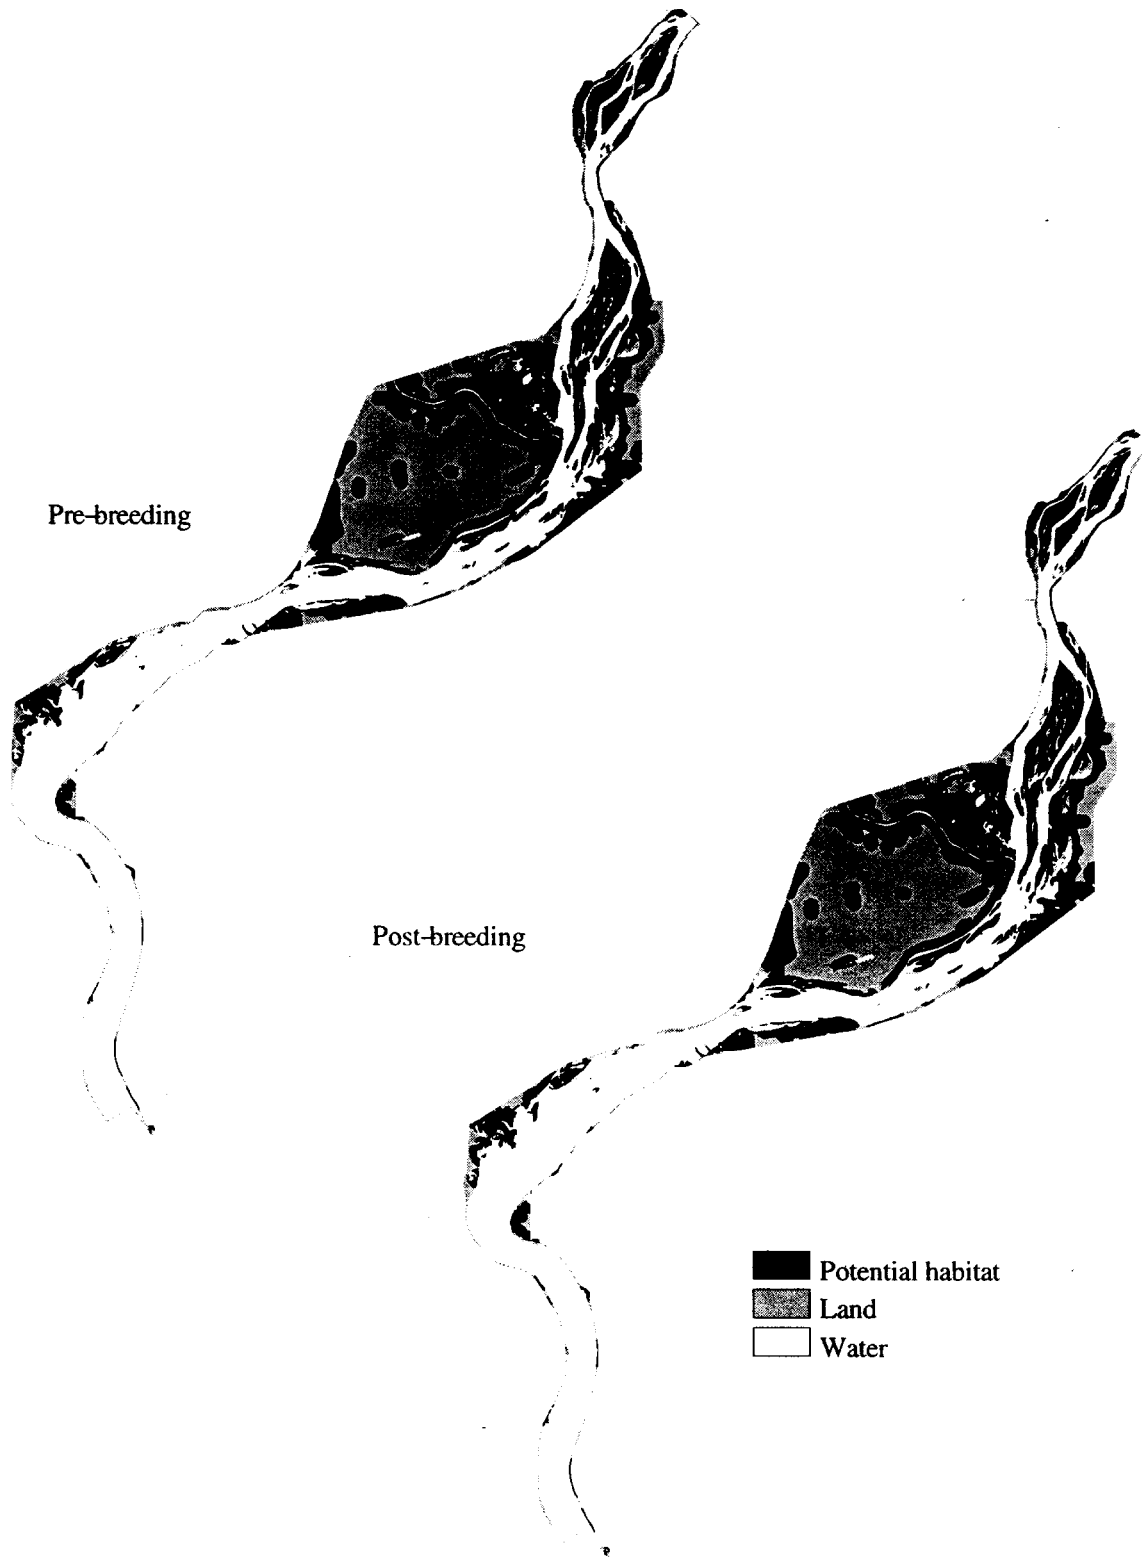 Pre-breeding
Post-breeding
Potential habitat
Land
Water